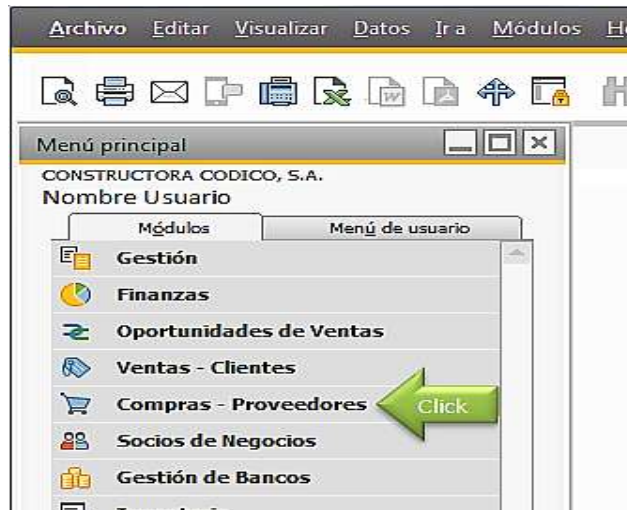 Archivo Editar Visualizar Datos Ir a Módulos
Menú principal
CONSTRUCTORA CODICO, S.A.
Nombre Usuario
Módulos Menú de usuario
Gestión
Finanzas
Oportunidades de Ventas
Ventas - Clientes
Compras - Proveedores Click
Socios de Negocios
Gestión de Bancos